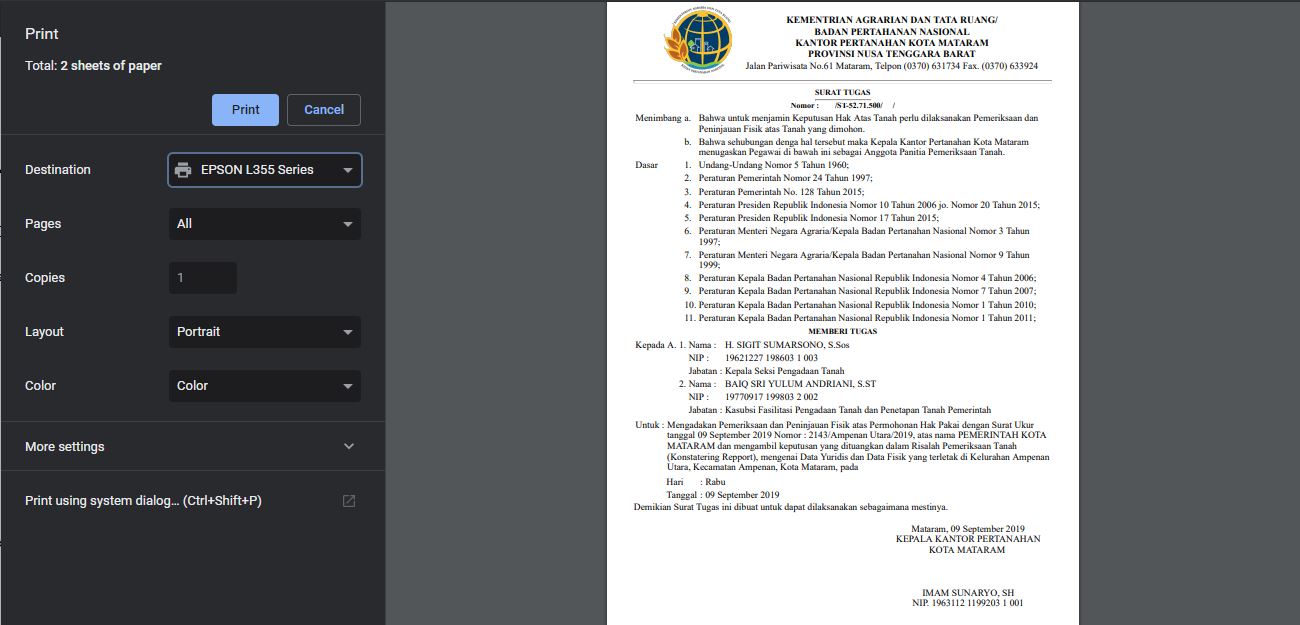 Print
Total: 2 sheets of paper
Print
Cancel
Destination
EPSON L355 Series
Pages
All
Copies
1
Layout
Portrait
Color
Color
More settings
Print using system dialog... (Ctrl+Shift+P)
KEMENTRIAN AGRARIAN DAN TATA RUANG/
BADAN PERTAHANAN NASIONAL
KANTOR PERTANAHAN KOTA MATARAM
PROVINSI NUSA TENGGARA BARAT
Jalan Pariwisata No.61 Mataram, Telpon (0370) 631734 Fax. (0370) 633924
SURAT TUGAS
Nomor : /ST-52.71.500/ /
Menimbang a. Bahwa untuk menjamin Keputusan Hak Atas Tanah perlu dilaksanakan Pemeriksaan dan
Peninjauan Fisik atas Tanah yang dimohon.
b. Bahwa sehubungan denga hal tersebut maka Kepala Kantor Pertanahan Kota Mataram
menugaskan Pegawai di bawah ini sebagai Anggota Panitia Pemeriksaan Tanah.
Dasar 1. Undang-Undang Nomor 5 Tahun 1960;
2. Peraturan Pemerintah Nomor 24 Tahun 1997;
3. Peraturan Pemerintah No. 128 Tahun 2015;
4. Peraturan Presiden Republik Indonesia Nomor 10 Tahun 2006 jo. Nomor 20 Tahun 2015;
5. Peraturan Presiden Republik Indonesia Nomor 17 Tahun 2015;
6. Peraturan Menteri Negara Agraria/Kepala Badan Pertanahan Nasional Nomor 3 Tahun
1997;
7. Peraturan Menteri Negara Agraria/Kepala Badan Pertanahan Nasional Nomor 9 Tahun
1999;
8. Peraturan Kepala Badan Pertanahan Nasional Republik Indonesia Nomor 4 Tahun 2006;
9. Peraturan Kepala Badan Pertanahan Nasional Republik Indonesia Nomor 7 Tahun 2007;
10. Peraturan Kepala Badan Pertanahan Nasional Republik Indonesia Nomor 1 Tahun 2010;
11. Peraturan Kepala Badan Pertanahan Nasional Republik Indonesia Nomor 1 Tahun 2011;
MEMBERI TUGAS
Kepada A. 1. Nama : H. SIGIT SUMARSONO, S.Sos
NIP : 19621227 198603 1 003
Jabatan : Kepala Seksi Pengadaan Tanah
2. Nama : BAIQ SRI YULUM ANDRIANI, S.ST
NIP : 19770917 199803 2 002
Jabatan : Kasubsi Fasilitasi Pengadaan Tanah dan Penetapan Tanah Pemerintah
Untuk : Mengadakan Pemeriksaan dan Peninjauan Fisik atas Permohonan Hak Pakai dengan Surat Ukur
tanggal 09 September 2019 Nomor : 2143/Ampenan Utara/2019, atas nama PEMERINTAH KOTA
MATARAM dan mengambil keputusan yang dituangkan dalam Risalah Pemeriksaan Tanah
(Konstatering Repport), mengenai Data Yuridis dan Data Fisik yang terletak di Kelurahan Ampenan
Utara, Kecamatan Ampenan, Kota Mataram, pada
Hari : Rabu
Tanggal : 09 September 2019
Demikian Surat Tugas ini dibuat untuk dapat dilaksanakan sebagaimana mestinya.
Mataram, 09 September 2019
KEPALA KANTOR PERTANAHAN
KOTA MATARAM
IMAM SUNARYO, SH
NIP. 1963112 1199203 1 001